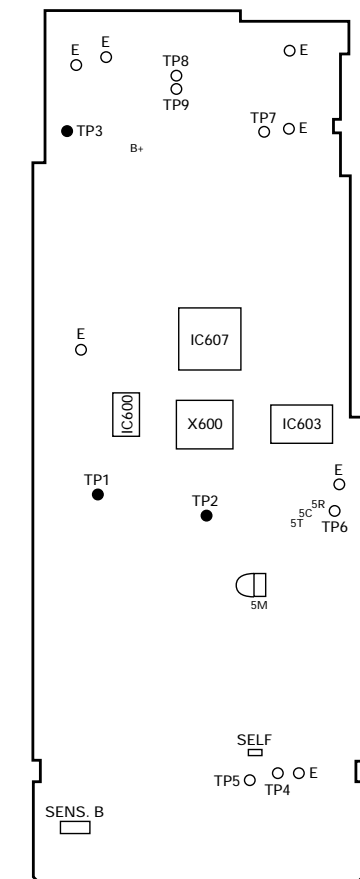 E
E
E
TP8
TP9
TP7
E
TP3
B+
IC607
E
IC600
X600
IC603
E
TP1
TP2
5R
5C
5T
TP6
5M
SELF
TP5
TP4
E
SENS. B